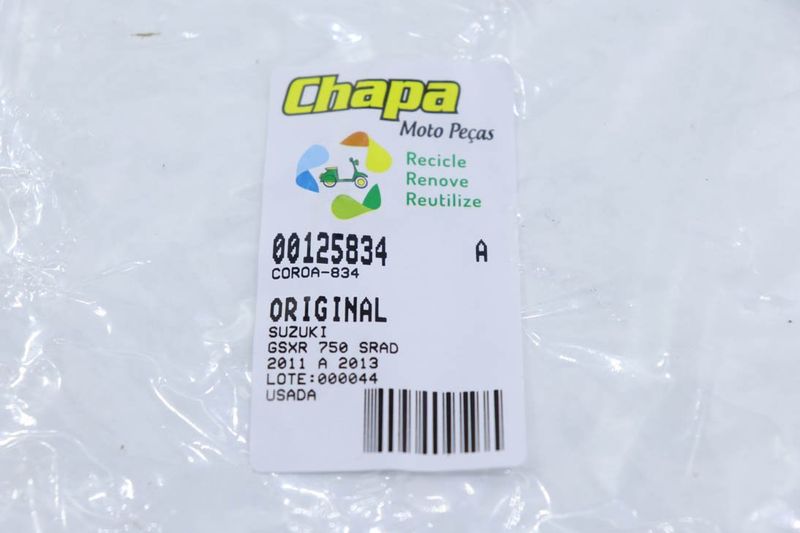 Chapa
Moto Peças
Recicle
Renove
Reutilize
00125834 A
COROA-834
ORIGINAL
SUZUKI
GSXR 750 SRAD
2011 A 2013
LOTE:000044
USADA